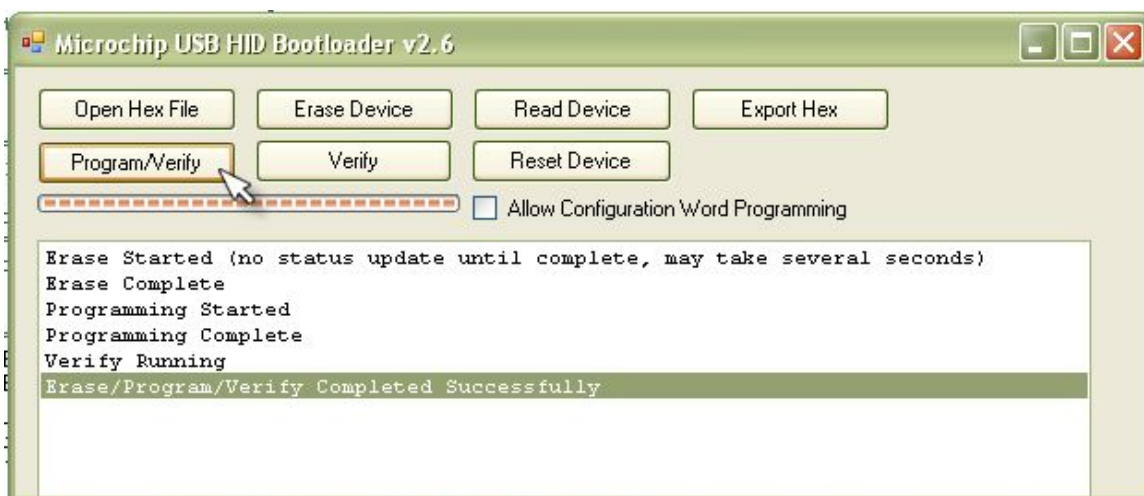 Microchip USB HID Bootloader v2.6
Open Hex File Erase Device Read Device Export Hex
Program/Verify Verify Reset Device
Allow Configuration Word Programming
Erase Started (no status update until complete, may take several seconds)
Erase Complete
Programming Started
Programming Complete
Verify Running
Erase/Program/Verify Completed Successfully